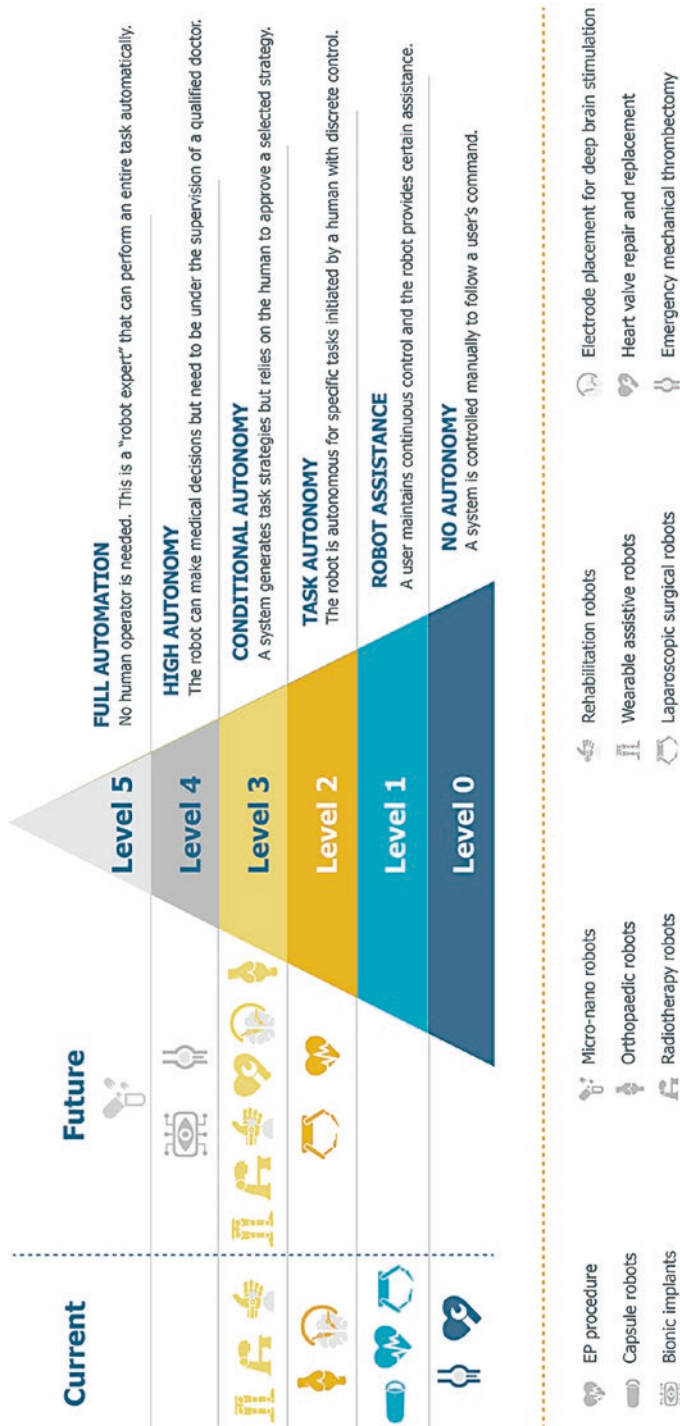 Current
Future
Level 5
FULL AUTOMATION
No human operator is needed. This is a "robot expert" that can perform an entire task automatically.
Level 4
HIGH AUTONOMY
The robot can make medical decisions but need to be under the supervision of a qualified doctor.
Level 3
CONDITIONAL AUTONOMY
A system generates task strategies but relies on the human to approve a selected strategy.
Level 2
TASK AUTONOMY
The robot is autonomous for specific tasks initiated by a human with discrete control.
Level 1
ROBOT ASSISTANCE
A user maintains continuous control and the robot provides certain assistance.
Level 0
NO AUTONOMY
A system is controlled manually to follow a user's command.
EP procedure
Capsule robots
Bionic implants
Micro-nano robots
Orthopaedic robots
Radiotherapy robots
Rehabilitation robots
Wearable assistive robots
Laparoscopic surgical robots
Electrode placement for deep brain stimulation
Heart valve repair and replacement
Emergency mechanical thrombectomy